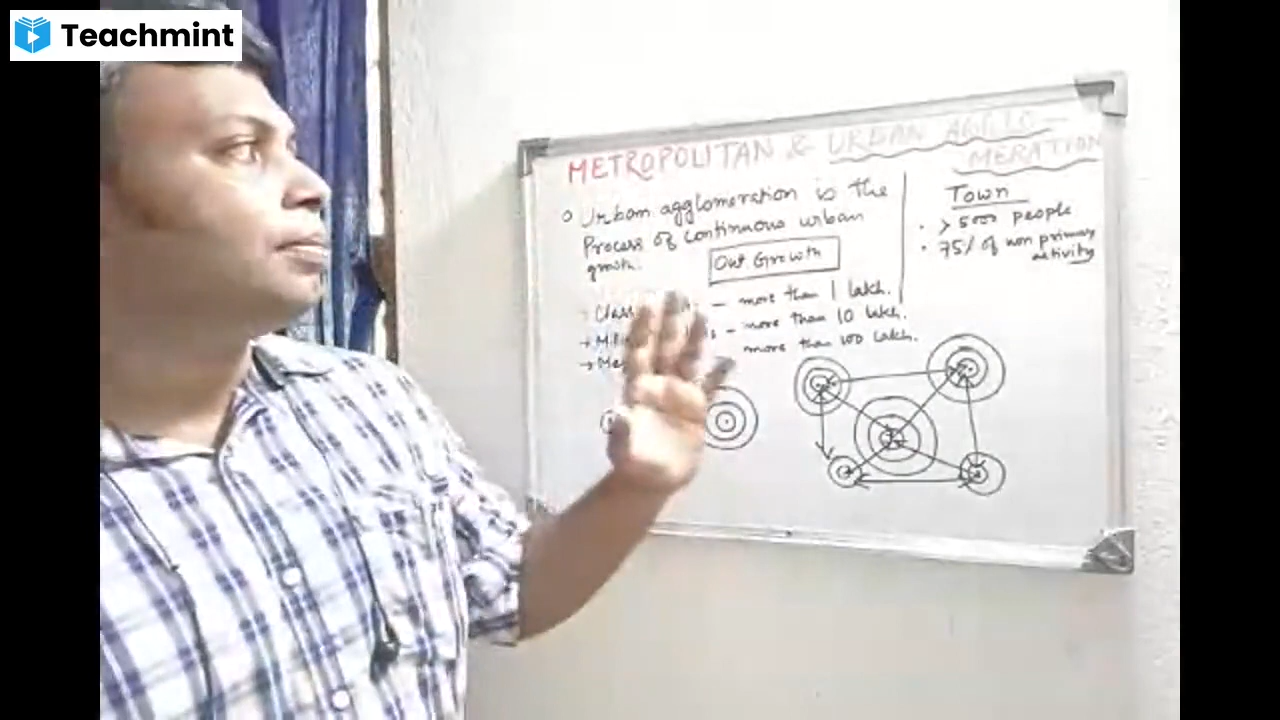 Teachmint
METROPOLITAN & URBAN AGGLO-
MERATION
o Urban agglomeration is the
Process of continuous urban
growth.
Out Growth
→ Class – more than 1 lakh.
→ – more than 10 lakh.
→ more than 100 lakh.
Town
• > 5000 people
• 75% of non primary
activity